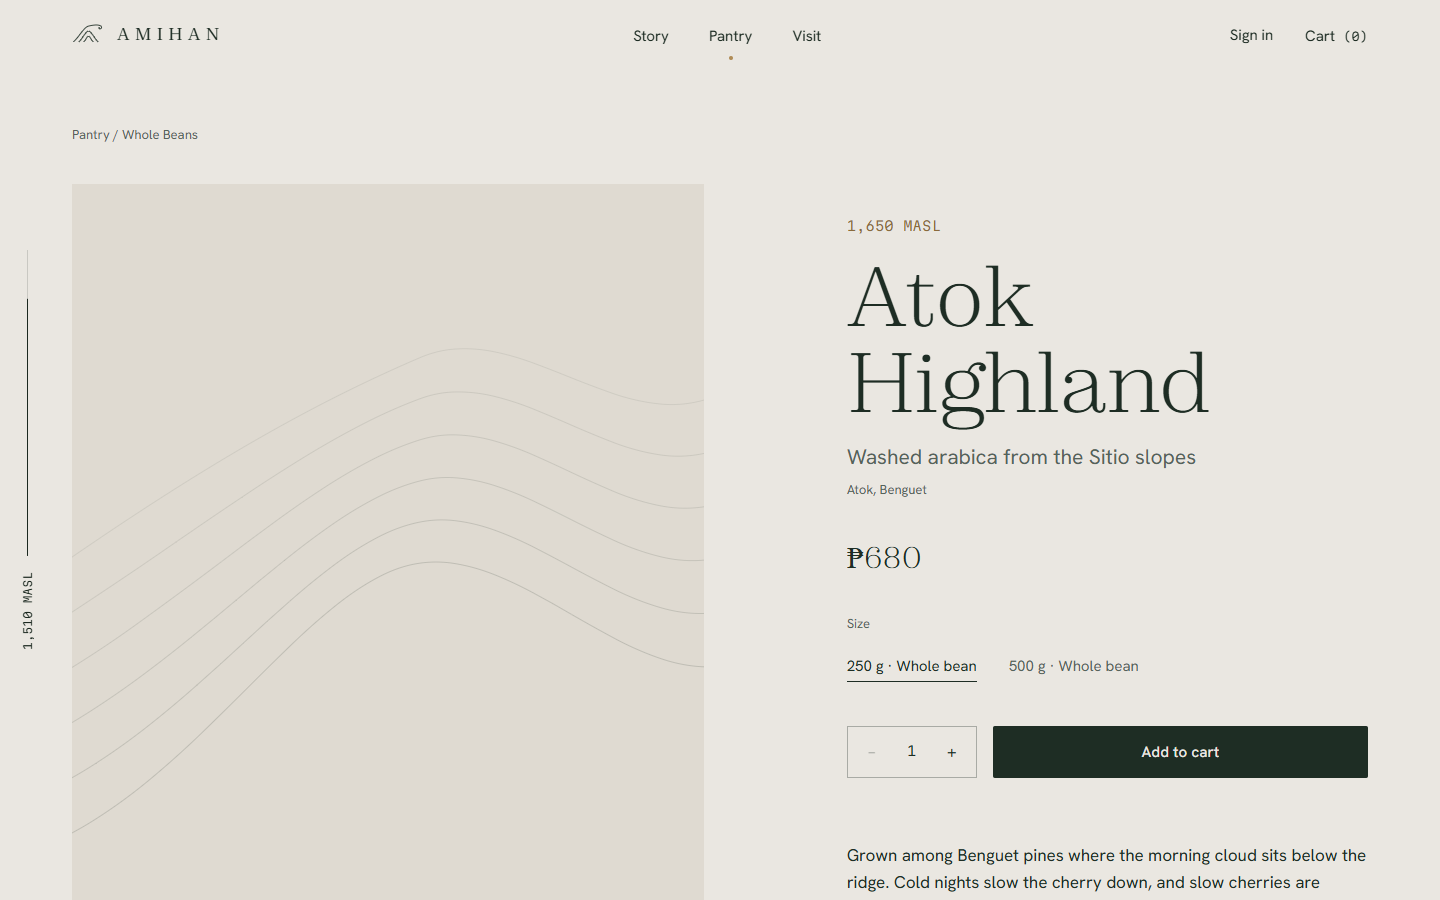 AMIHAN
Story Pantry Visit
Sign in Cart (0)
Pantry / Whole Beans
1,510 MASL
1,650 MASL
Atok
Highland
Washed arabica from the Sitio slopes
Atok, Benguet
₱680
Size
250 g · Whole bean 500 g · Whole bean
− 1 + Add to cart
Grown among Benguet pines where the morning cloud sits below the
ridge. Cold nights slow the cherry down, and slow cherries are